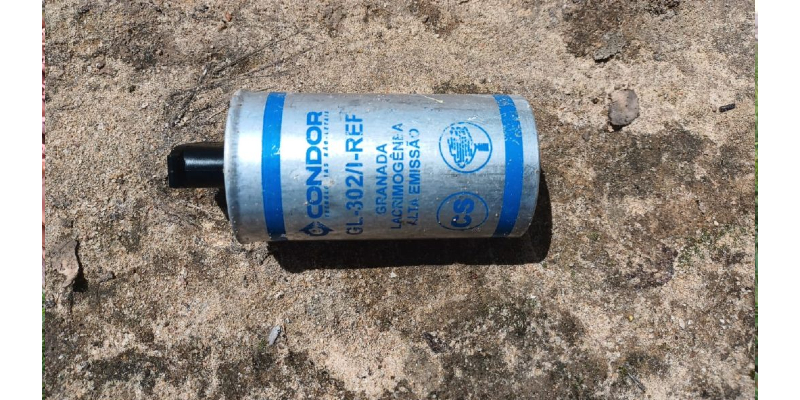 CONDOR
GL-302/I-REF
GRANADA
LACRIMOGÊNEA
ALTA EMISSÃO
CS